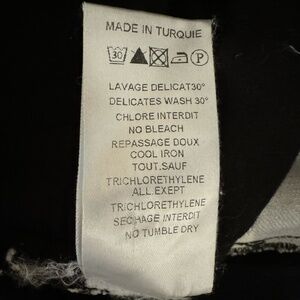 MADE IN TURQUIE
30 P
LAVAGE DELICAT30°
DELICATES WASH 30°
CHLORE INTERDIT
NO BLEACH
REPASSAGE DOUX
COOL IRON
TOUT.SAUF
TRICHLORETHYLENE
ALL.EXEPT
TRICHLORETHYLENE
SECHAGE INTERDIT
NO TUMBLE DRY